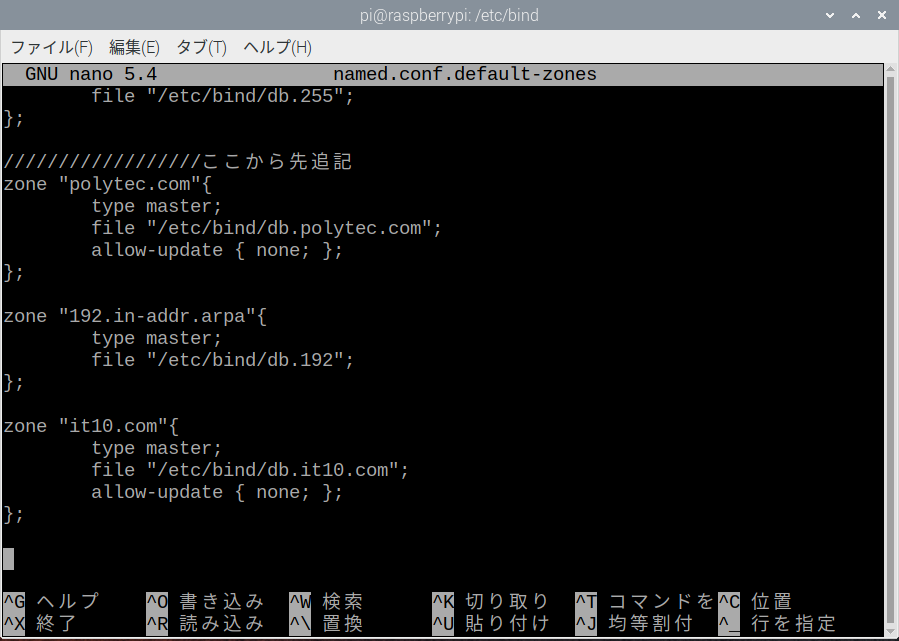 pi@raspberrypi: /etc/bind
ファイル(F) 編集(E) タブ(T) ヘルプ(H)
GNU nano 5.4 named.conf.default-zones
file "/etc/bind/db.255";
};
//////////////////ここから先追記
zone "polytec.com"{
type master;
file "/etc/bind/db.polytec.com";
allow-update { none; };
};
zone "192.in-addr.arpa"{
type master;
file "/etc/bind/db.192";
};
zone "it10.com"{
type master;
file "/etc/bind/db.it10.com";
allow-update { none; };
};
^G ヘルプ ^O 書き込み ^W 検索 ^K 切り取り ^T コマンドを ^C 位置
^X 終了 ^R 読み込み ^\ 置換 ^U 貼り付け ^J 均等割付 ^_ 行を指定